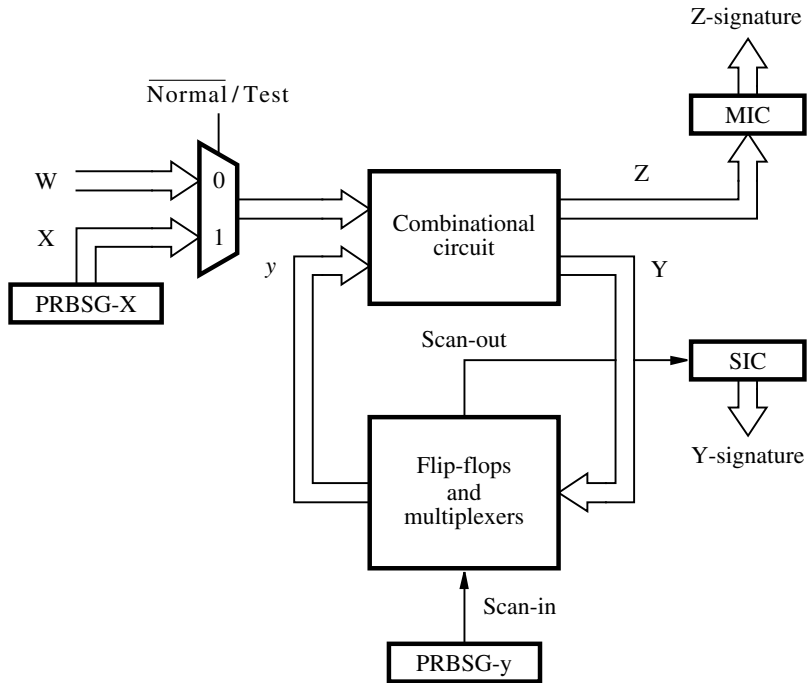 Z-signature
MIC
Normal / Test
W
0
Z
X
1
Combinational
circuit
y
Y
PRBSG-X
Scan-out
SIC
Flip-flops
and
multiplexers
Y-signature
Scan-in
PRBSG-y